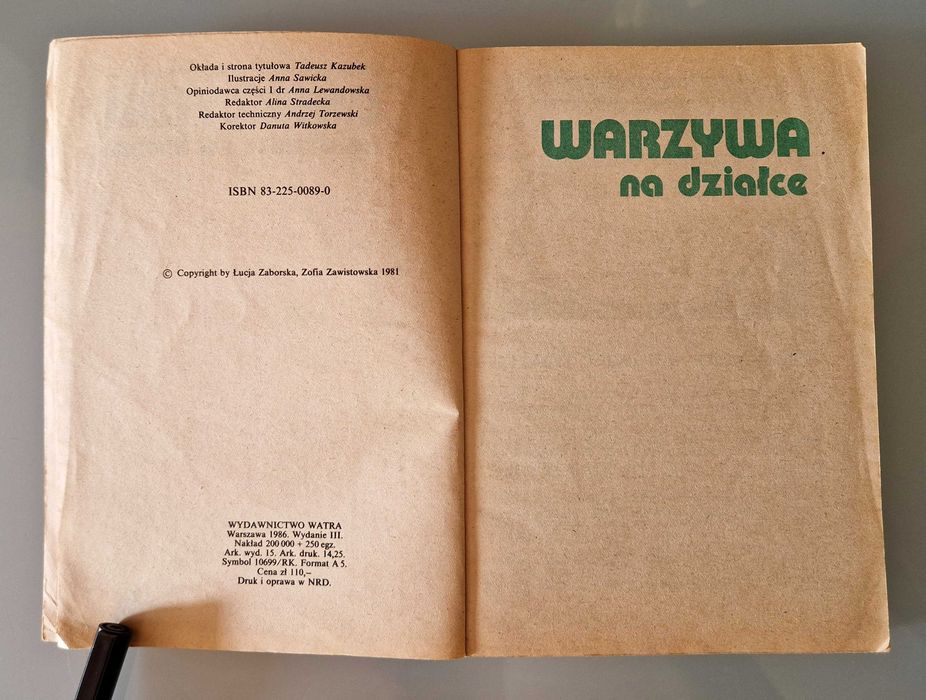 Okłada i strona tytułowa Tadeusz Kazubek
Ilustracje Anna Sawicka
Opiniodawca części I dr Anna Lewandowska
Redaktor Alina Stradecka
Redaktor techniczny Andrzej Torzewski
Korektor Danuta Witkowska
ISBN 83-225-0089-0
© Copyright by Łucja Zaborska, Zofia Zawistowska 1981
WYDAWNICTWO WATRA
Warszawa 1986. Wydanie III.
Nakład 200 000 + 250 egz.
Ark. wyd. 15. Ark. druk. 14,25.
Symbol 10699/RK. Format A 5.
Cena zł 110,–
Druk i oprawa w NRD.
WARZYWA
na działce